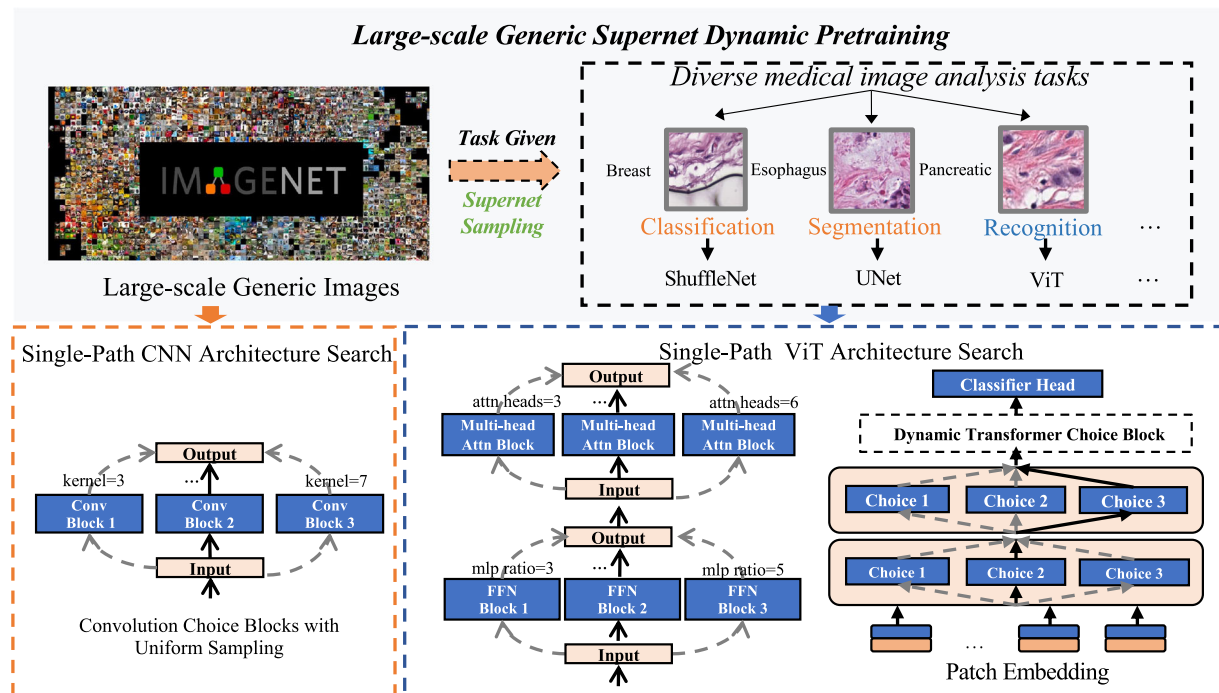 Large-scale Generic Supernet Dynamic Pretraining
IMAGENET
Large-scale Generic Images
Task Given
Supernet
Sampling
Diverse medical image analysis tasks
Breast
Esophagus
Pancreatic
Classification
Segmentation
Recognition
...
ShuffleNet
UNet
ViT
...
Single-Path CNN Architecture Search
Output
kernel=3
...
kernel=7
Conv
Block 1
Conv
Block 2
Conv
Block 3
Input
Convolution Choice Blocks with
Uniform Sampling
Single-Path ViT Architecture Search
Output
attn heads=3
...
attn heads=6
Multi-head
Attn Block
Multi-head
Attn Block
Multi-head
Attn Block
Input
Output
mlp ratio=3
...
mlp ratio=5
FFN
Block 1
FFN
Block 2
FFN
Block 3
Input
Classifier Head
Dynamic Transformer Choice Block
Choice 1
Choice 2
Choice 3
Choice 1
Choice 2
Choice 3
...
Patch Embedding